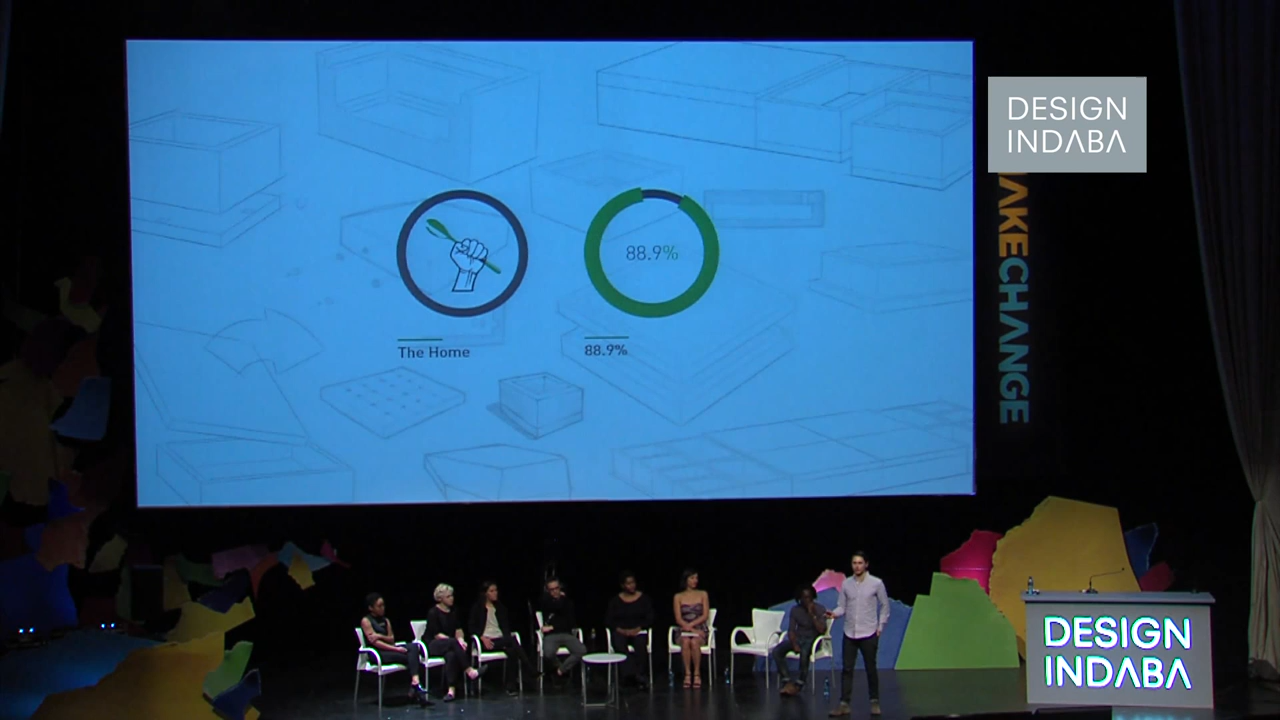 DESIGN
INDABA
MAKECHANGE
88.9%
The Home
88.9%
DESIGN
INDABA